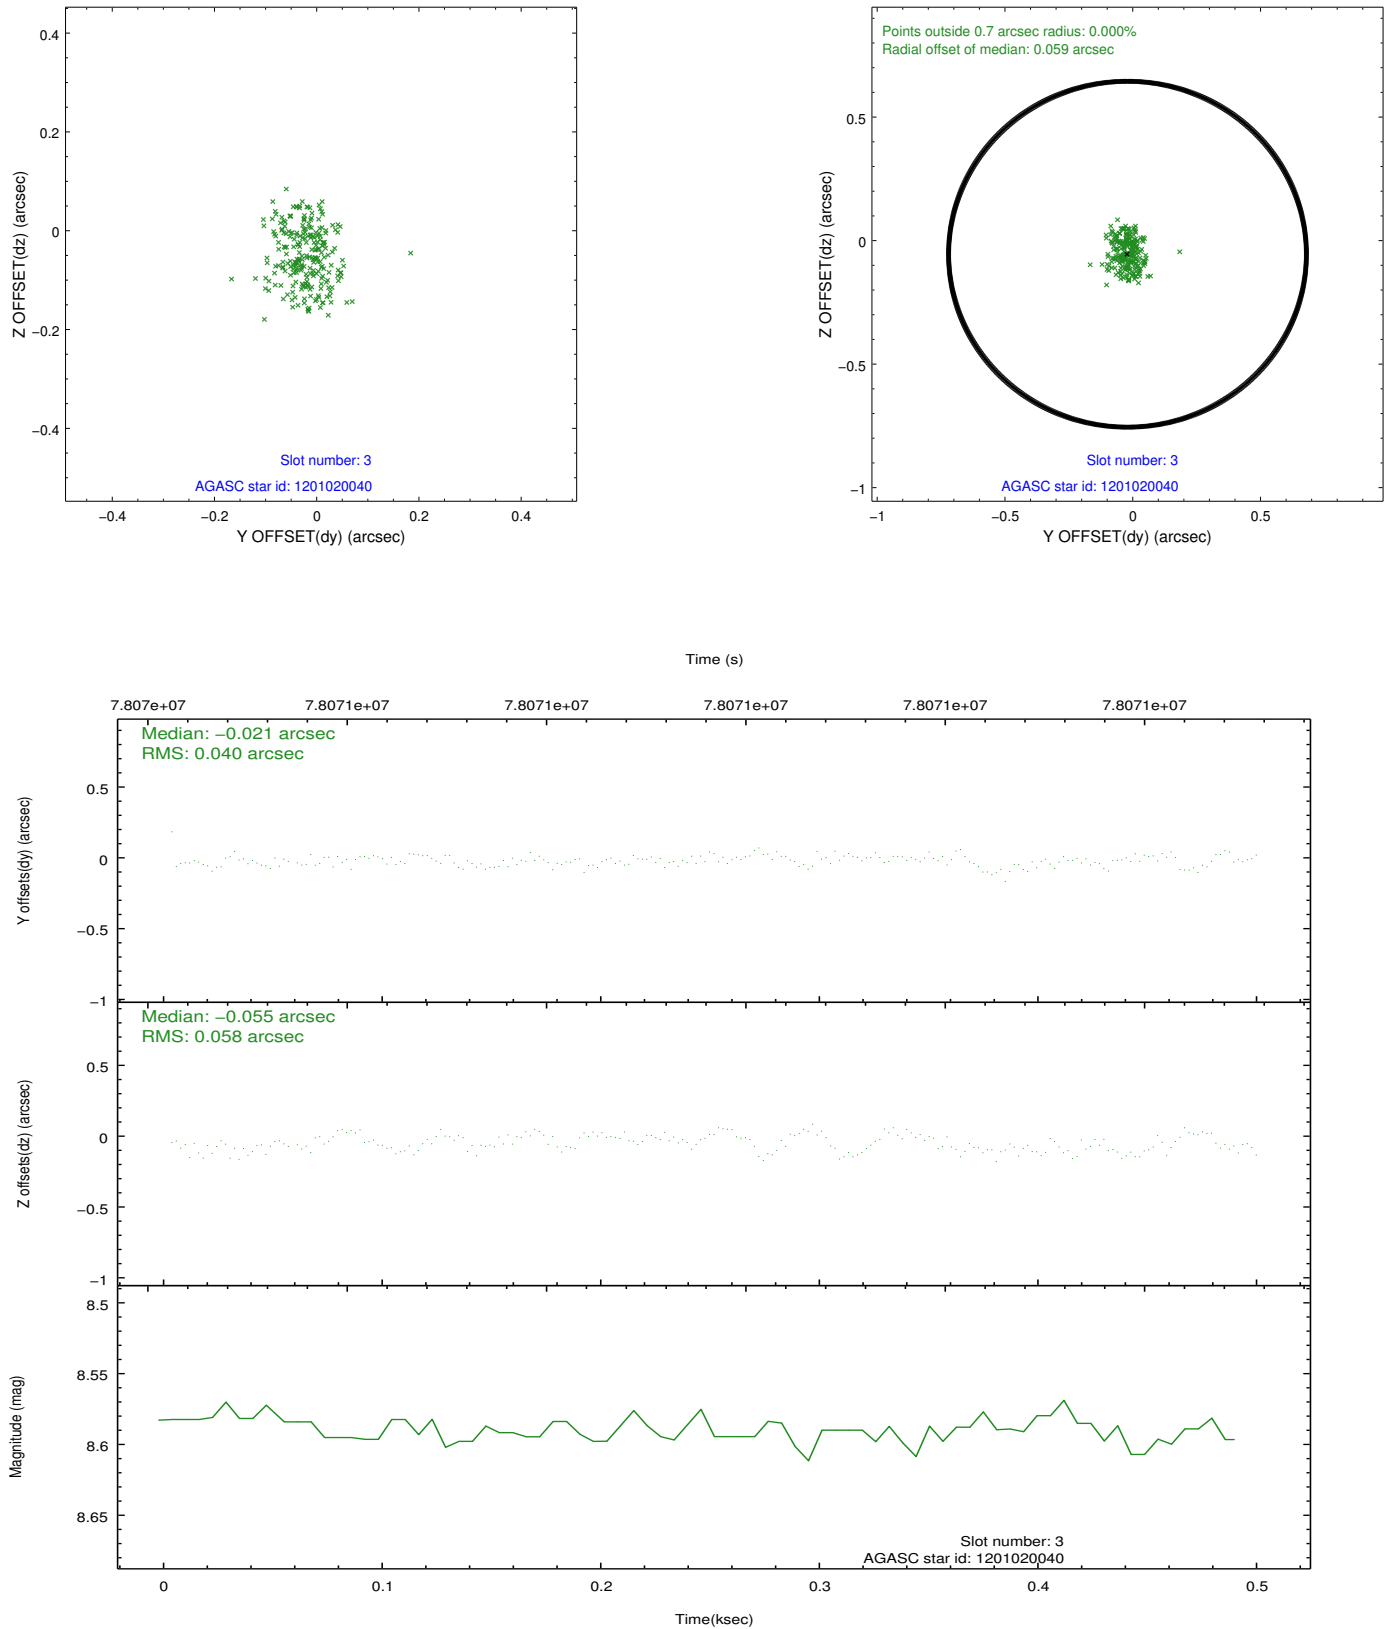 0.4
0.2
0
−0.2
−0.4
Z OFFSET(dz) (arcsec)
Slot number: 3
AGASC star id: 1201020040
−0.4
−0.2
0
0.2
0.4
Y OFFSET(dy) (arcsec)
Points outside 0.7 arcsec radius: 0.000%
Radial offset of median: 0.059 arcsec
0.5
0
−0.5
−1
Z OFFSET(dz) (arcsec)
Slot number: 3
AGASC star id: 1201020040
−1
−0.5
0
0.5
Y OFFSET(dy) (arcsec)
Time (s)
7.807e+07
7.8071e+07
7.8071e+07
7.8071e+07
7.8071e+07
7.8071e+07
Median: −0.021 arcsec
RMS: 0.040 arcsec
0.5
0
−0.5
−1
Y offsets(dy) (arcsec)
Median: −0.055 arcsec
RMS: 0.058 arcsec
0.5
0
−0.5
−1
Z offsets(dz) (arcsec)
8.5
8.55
8.6
8.65
Magnitude (mag)
Slot number: 3
AGASC star id: 1201020040
0
0.1
0.2
0.3
0.4
0.5
Time(ksec)